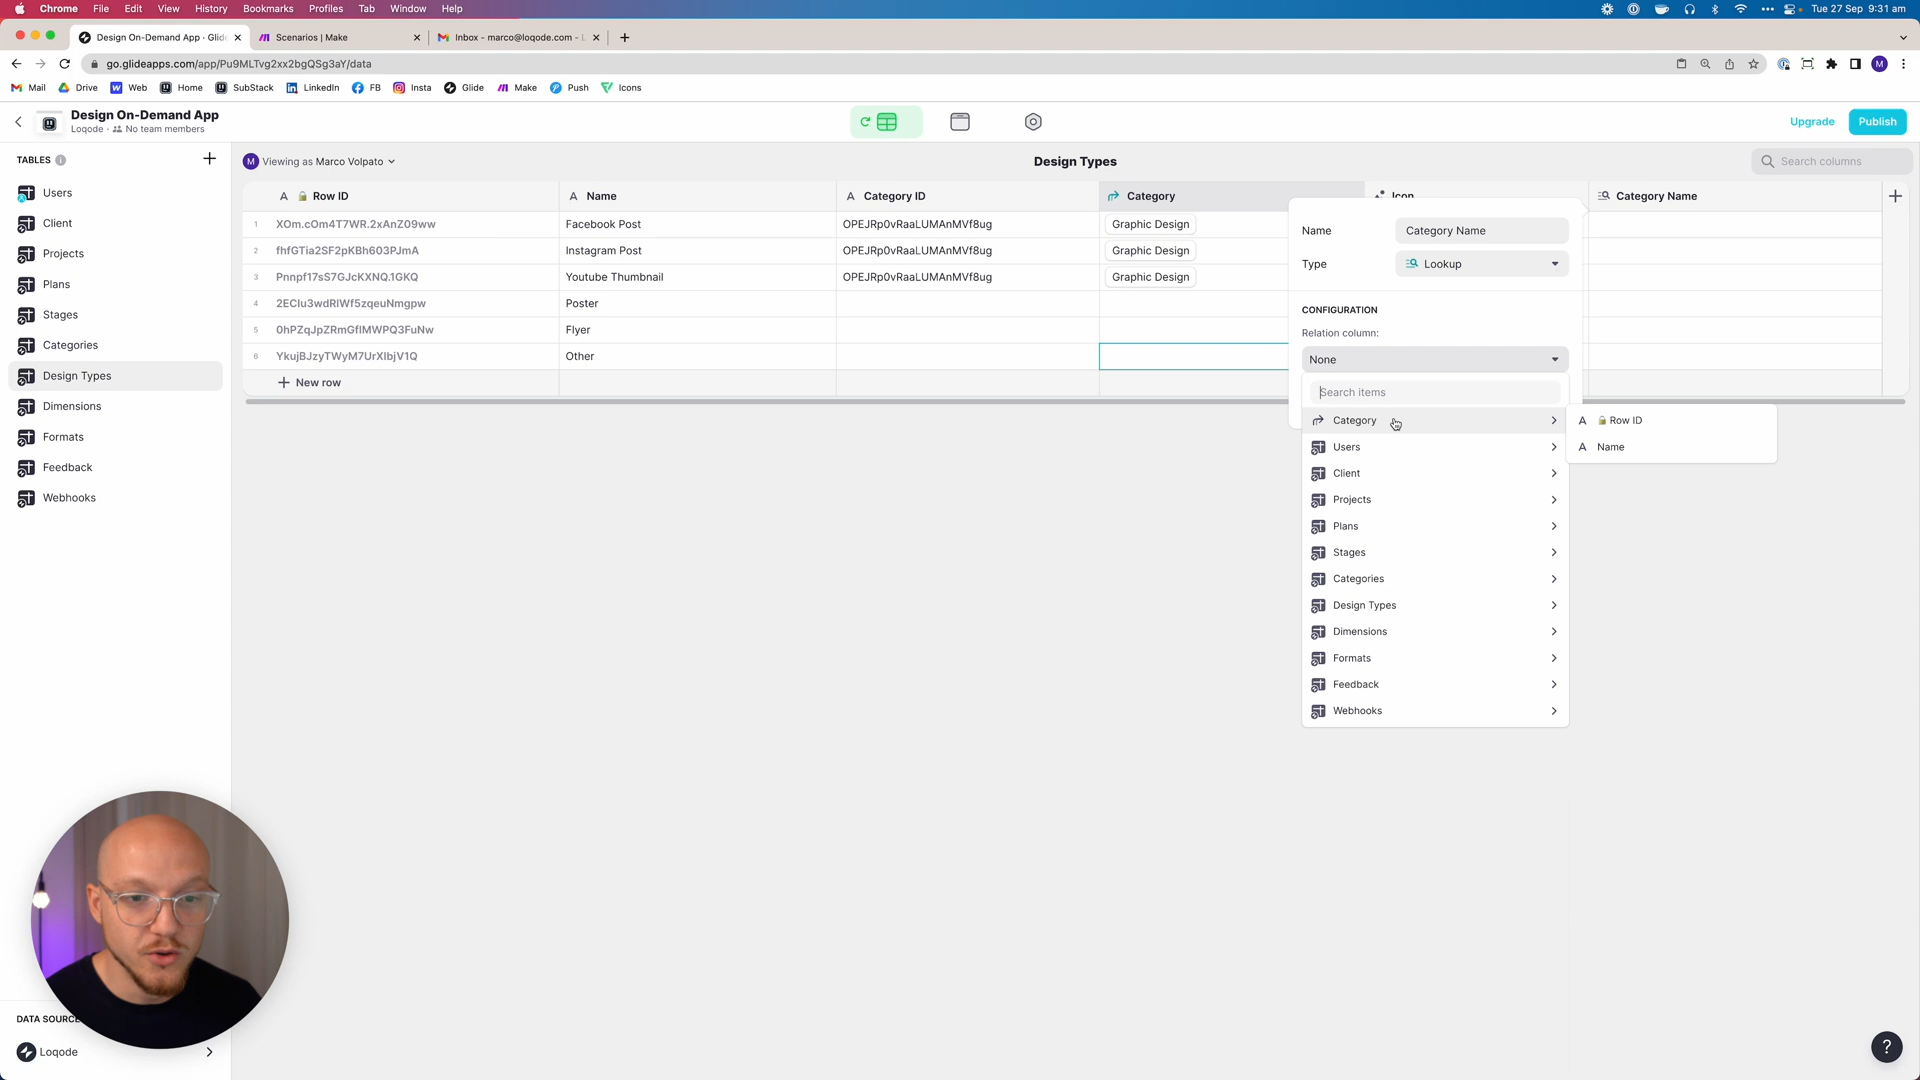 Chrome File Edit View History Bookmarks Profiles Tab Window Help
Tue 27 Sep 9:31 am
Design On-Demand App · Glide
Scenarios | Make
Inbox - marco@loqode.com -
go.glideapps.com/app/Pu9MLTvg2xx2bgQSg3aY/data
Mail Drive Web Home SubStack LinkedIn FB Insta Glide Make Push Icons
Design On-Demand App
Loqode · No team members
Upgrade
Publish
TABLES
Users
Client
Projects
Plans
Stages
Categories
Design Types
Dimensions
Formats
Feedback
Webhooks
DATA SOURC
Loqode
M Viewing as Marco Volpato
Design Types
Search columns
Row ID Name Category ID Category Icon Category Name
1 XOm.cOm4T7WR.2xAnZ09ww Facebook Post OPEJRp0vRaaLUMAnMVf8ug Graphic Design
2 fhfGTia2SF2pKBh603PJmA Instagram Post OPEJRp0vRaaLUMAnMVf8ug Graphic Design
3 Pnnpf17sS7GJcKXNQ.1GKQ Youtube Thumbnail OPEJRp0vRaaLUMAnMVf8ug Graphic Design
4 2EClu3wdRlWf5zqeuNmgpw Poster
5 0hPZqJpZRmGflMWPQ3FuNw Flyer
6 YkujBJzyTWyM7UrXlbjV1Q Other
New row
Name Category Name
Type Lookup
CONFIGURATION
Relation column:
None
Search items
Category
Users
Client
Projects
Plans
Stages
Categories
Design Types
Dimensions
Formats
Feedback
Webhooks
Row ID
Name
?